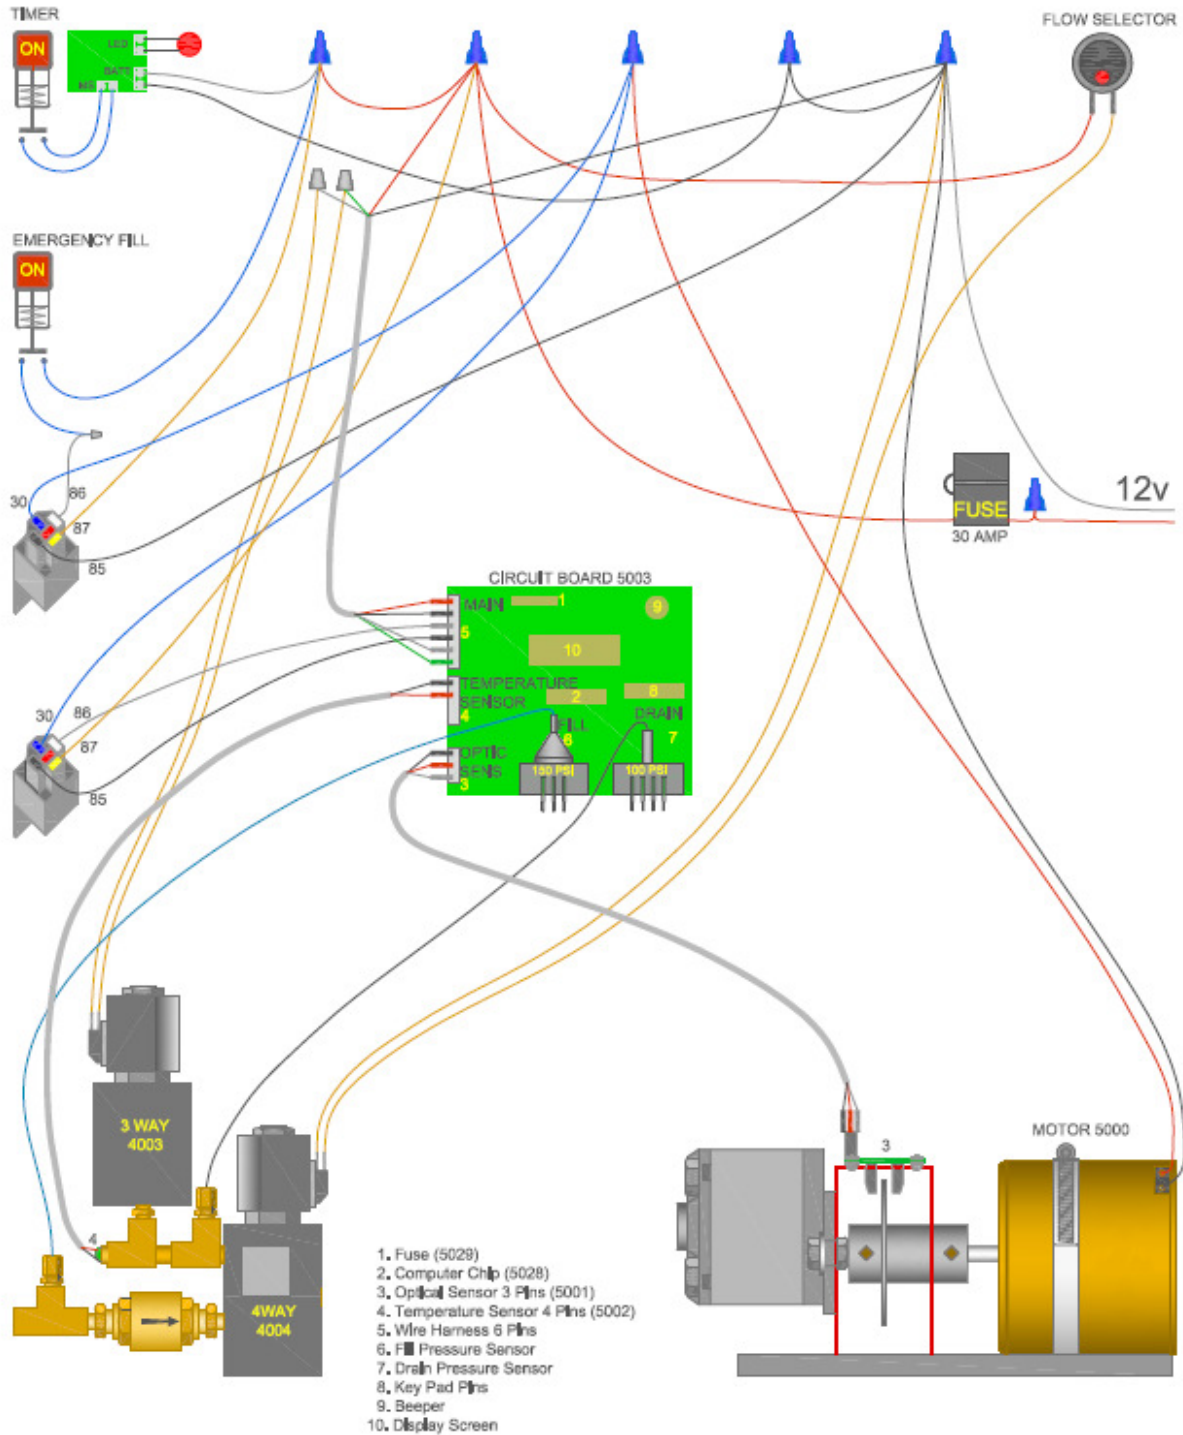 TIMER
FLOW SELECTOR
ON
LED
BATT
MS
EMERGENCY FILL
ON
30
86
87
85
12v
FUSE
30 AMP
CIRCUIT BOARD 5003
MAIN
1
9
5
10
TEMPERATURE
SENSOR
2
8
4
FILL
DRAIN
6
7
OPTIC
SENS
3
150 PSI
100 PSI
30
86
87
85
3 WAY
4003
3
MOTOR 5000
4
4WAY
4004
1. Fuse (5029)
2. Computer Chip (5028)
3. Optical Sensor 3 Pins (5001)
4. Temperature Sensor 4 Pins (5002)
5. Wire Harness 6 Pins
6. Fill Pressure Sensor
7. Drain Pressure Sensor
8. Key Pad Pins
9. Beeper
10. Display Screen